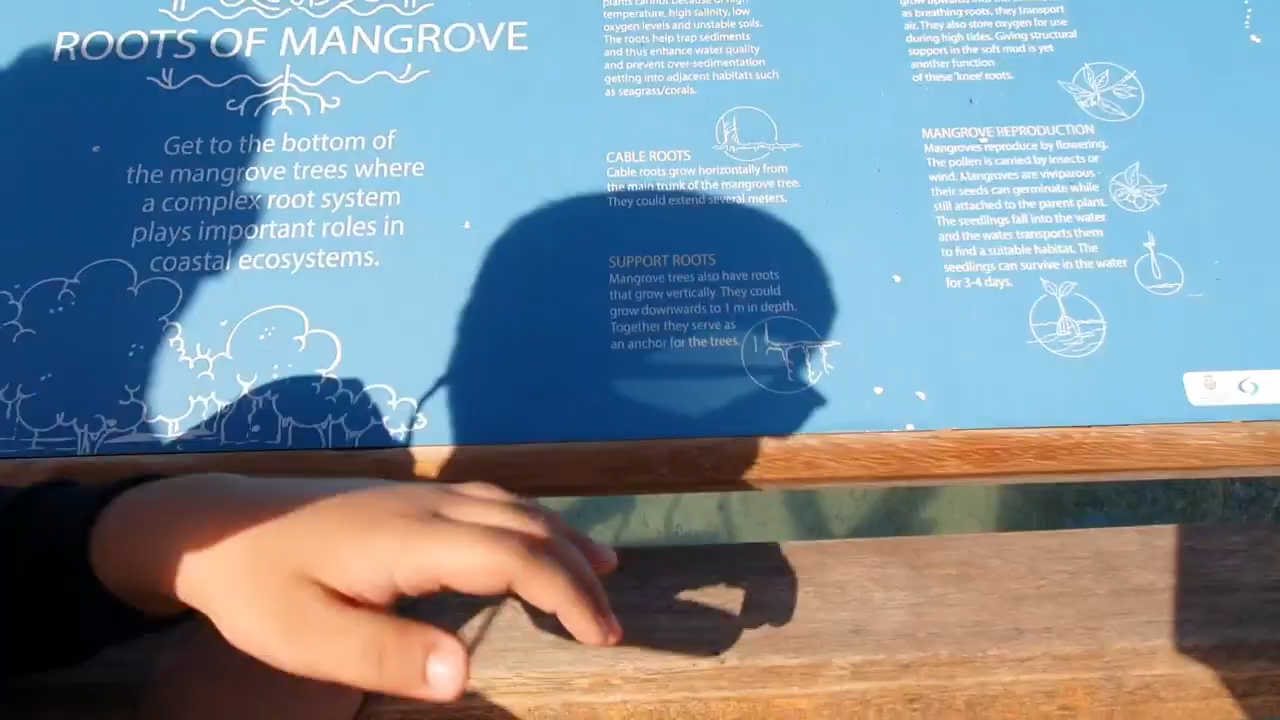 ROOTS OF MANGROVE
Get to the bottom of
the mangrove trees where
a complex root system
plays important roles in
coastal ecosystems.
plants cannot because of high
temperature, high salinity, low
oxygen levels and unstable soils.
The roots help trap sediments
and thus enhance water quality
and prevent over-sedimentation
getting into adjacent habitats such
as seagrass/corals.
CABLE ROOTS
Cable roots grow horizontally from
the main trunk of the mangrove tree.
They could extend several meters.
SUPPORT ROOTS
Mangrove trees also have roots
that grow vertically. They could
grow downwards to 1 m in depth.
Together they serve as
an anchor for the trees.
as breathing roots, they transport
air. They also store oxygen for use
during high tides. Giving structural
support in the soft mud is yet
another function
of these 'knee' roots.
MANGROVE REPRODUCTION
Mangroves reproduce by flowering.
The pollen is carried by insects or
wind. Mangroves are viviparous -
their seeds can germinate while
still attached to the parent plant.
The seedlings fall into the water
and the water transports them
to find a suitable habitat. The
seedlings can survive in the water
for 3-4 days.